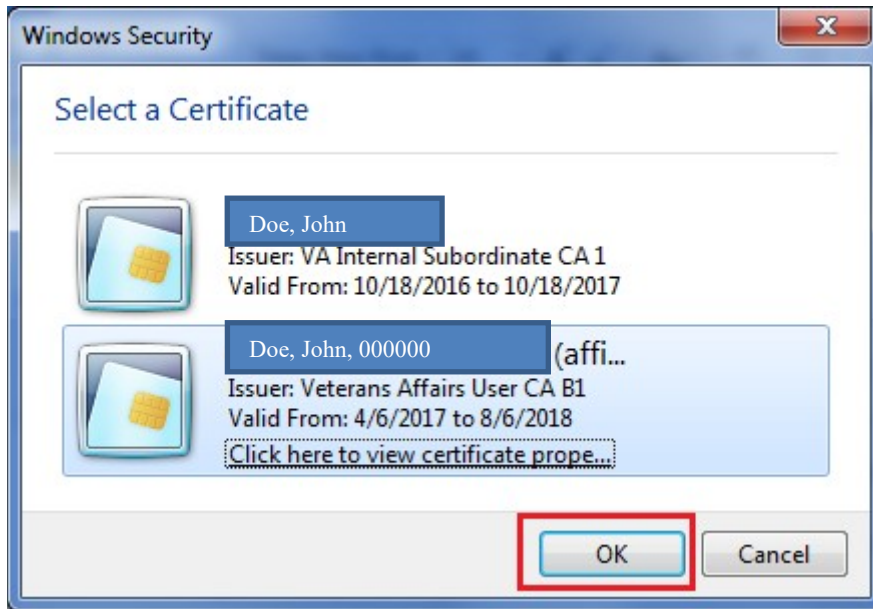 Windows Security
Select a Certificate
Doe, John
Issuer: VA Internal Subordinate CA 1
Valid From: 10/18/2016 to 10/18/2017
Doe, John, 000000 (affi...
Issuer: Veterans Affairs User CA B1
Valid From: 4/6/2017 to 8/6/2018
Click here to view certificate prope...
OK Cancel